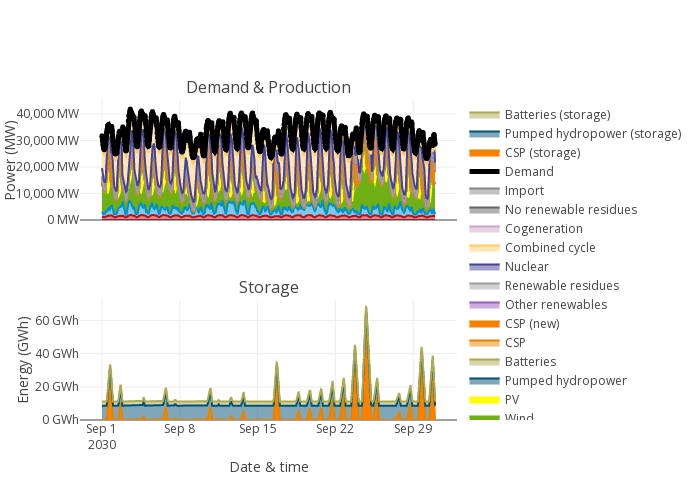 Demand & Production
40,000 MW
30,000 MW
20,000 MW
10,000 MW
0 MW
Power (MW)
Storage
60 GWh
40 GWh
20 GWh
0 GWh
Energy (GWh)
Sep 1
2030
Sep 8
Sep 15
Sep 22
Sep 29
Date & time
Batteries (storage)
Pumped hydropower (storage)
CSP (storage)
Demand
Import
No renewable residues
Cogeneration
Combined cycle
Nuclear
Renewable residues
Other renewables
CSP (new)
CSP
Batteries
Pumped hydropower
PV
Wind